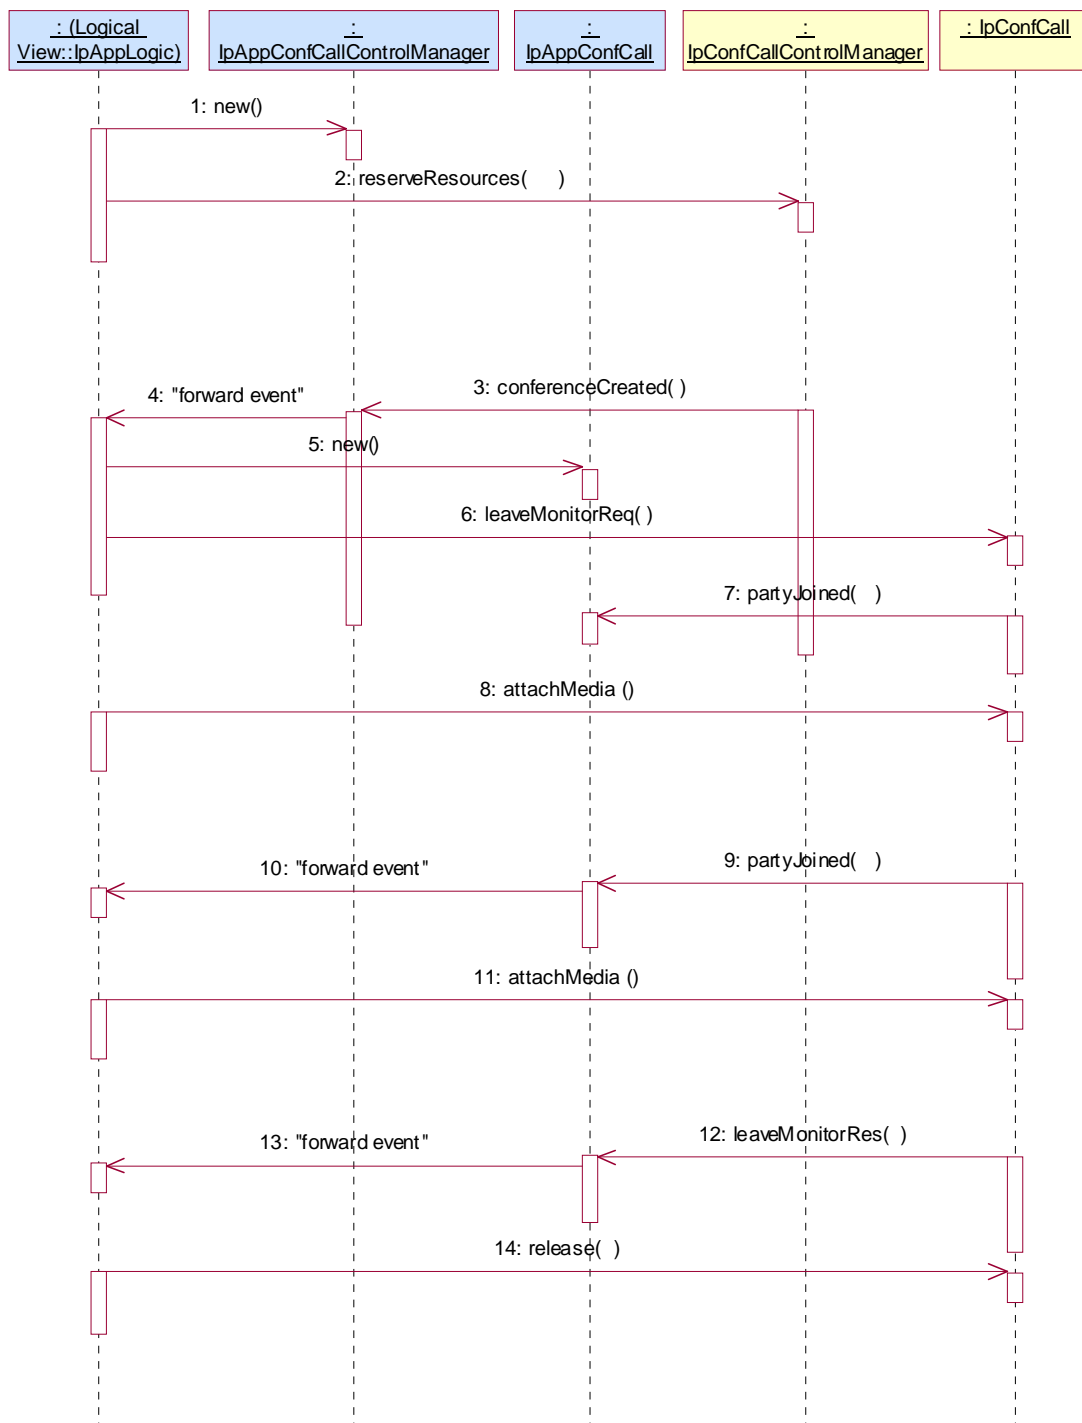 : (Logical
View::IpAppLogic)
:
IpAppConfCallControlManager
:
IpAppConfCall
:
IpConfCallControlManager
: IpConfCall
1: new()
2: reserveResources( )
3: conferenceCreated( )
4: "forward event"
5: new()
6: leaveMonitorReq( )
7: partyJoined( )
8: attachMedia ()
9: partyJoined( )
10: "forward event"
11: attachMedia ()
12: leaveMonitorRes( )
13: "forward event"
14: release( )